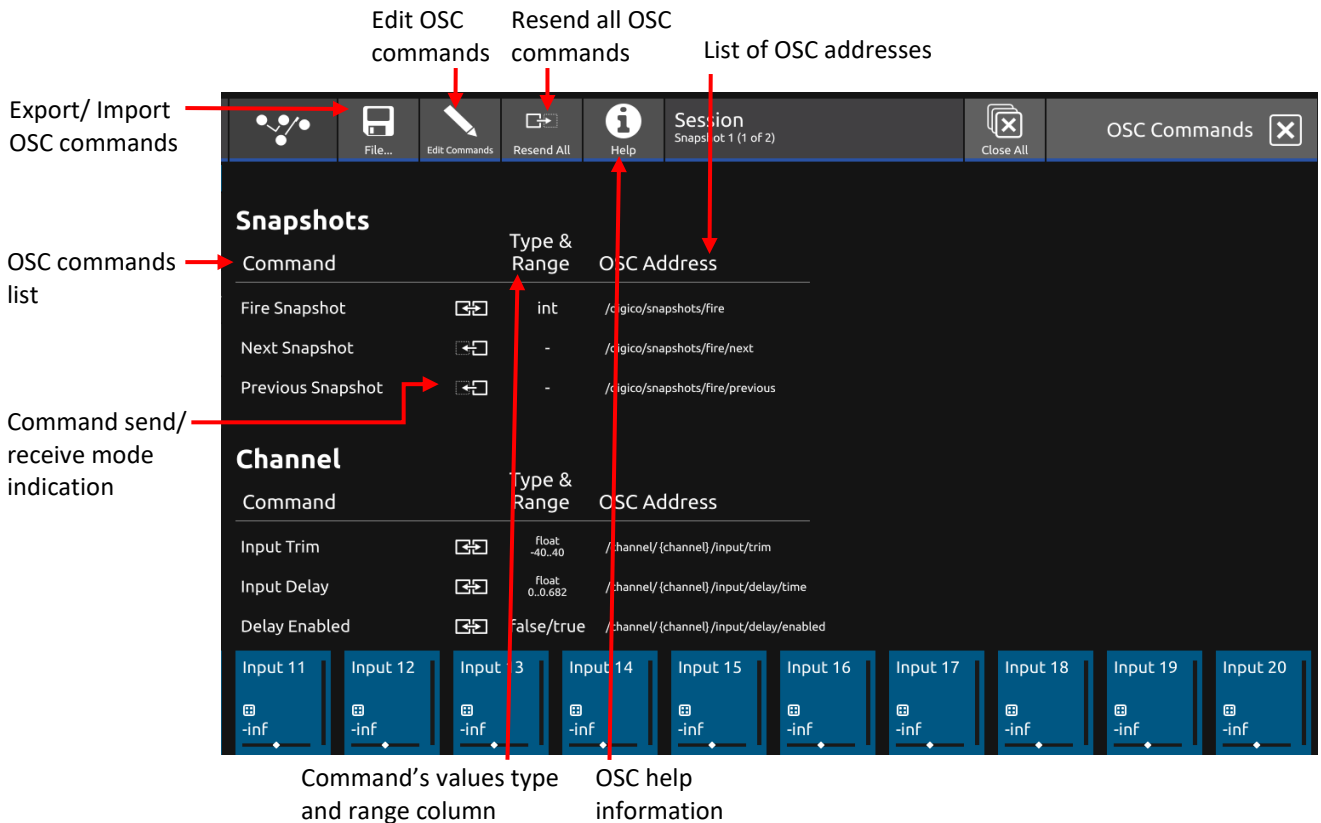 Edit OSC
commands
Resend all OSC
commands
List of OSC addresses
Export/ Import
OSC commands
File...
Edit Commands
Resend All
Help
Session
Snapshot 1 (1 of 2)
Close All
OSC Commands
Snapshots
OSC commands
list
Command
Type &
Range
OSC Address
Fire Snapshot
int
/digico/snapshots/fire
Next Snapshot
-
/digico/snapshots/fire/next
Previous Snapshot
-
/digico/snapshots/fire/previous
Command send/
receive mode
indication
Channel
Command
Type &
Range
OSC Address
Input Trim
float
-40..40
/channel/{channel}/input/trim
Input Delay
float
0..0.682
/channel/{channel}/input/delay/time
Delay Enabled
false/true
/channel/{channel}/input/delay/enabled
Input 11
-inf
Input 12
-inf
Input 13
-inf
Input 14
-inf
Input 15
-inf
Input 16
-inf
Input 17
-inf
Input 18
-inf
Input 19
-inf
Input 20
-inf
Command’s values type
and range column
OSC help
information